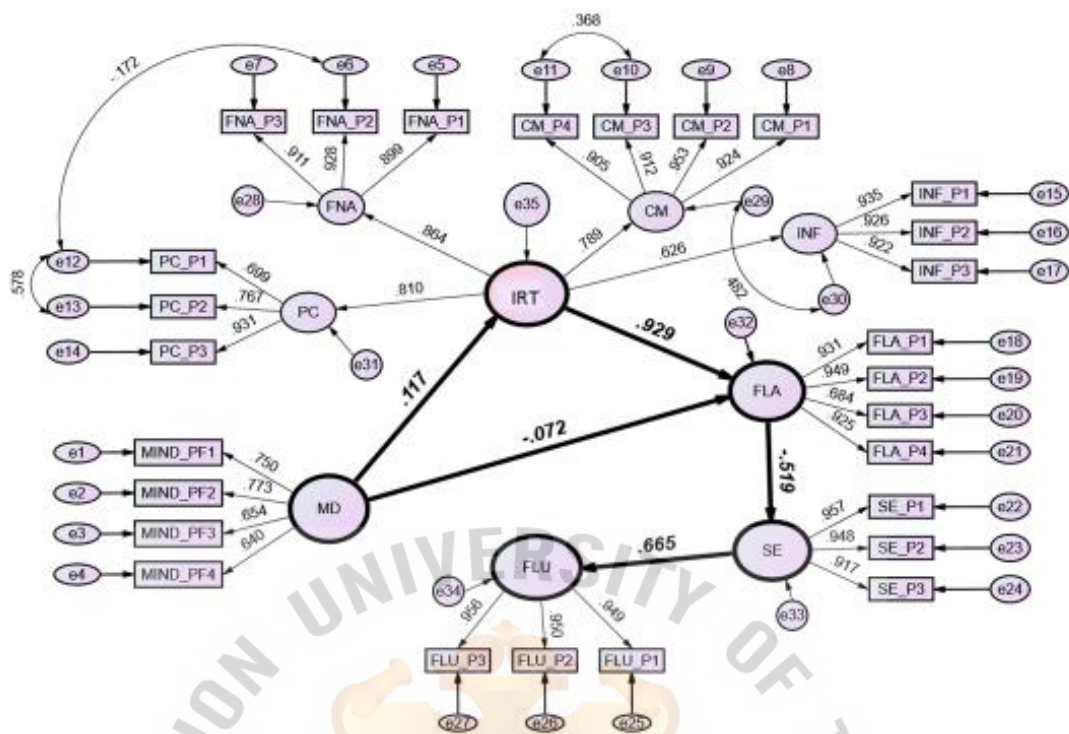 .368
-.172
e7
e6
e5
e11
e10
e9
e8
FNA_P3
FNA_P2
FNA_P1
CM_P4
CM_P3
CM_P2
CM_P1
.911
.928
.899
.905
.912
.953
.924
e28
FNA
e35
CM
e29
INF
.935
.926
.922
INF_P1
INF_P2
INF_P3
e15
e16
e17
.864
.789
.626
.482
e30
.578
e12
e13
e14
PC_P1
PC_P2
PC_P3
.699
.767
.931
PC
.810
IRT
e31
e32
.929
.117
-.072
FLA
.931
.949
.684
.925
FLA_P1
FLA_P2
FLA_P3
FLA_P4
e18
e19
e20
e21
-.519
e1
e2
e3
e4
MIND_PF1
MIND_PF2
MIND_PF3
MIND_PF4
.750
.773
.654
.640
MD
SE
.957
.948
.917
SE_P1
SE_P2
SE_P3
e22
e23
e24
e33
.665
FLU
e34
.956
.950
.949
FLU_P3
FLU_P2
FLU_P1
e27
e26
e25
UNIVERSITY OF